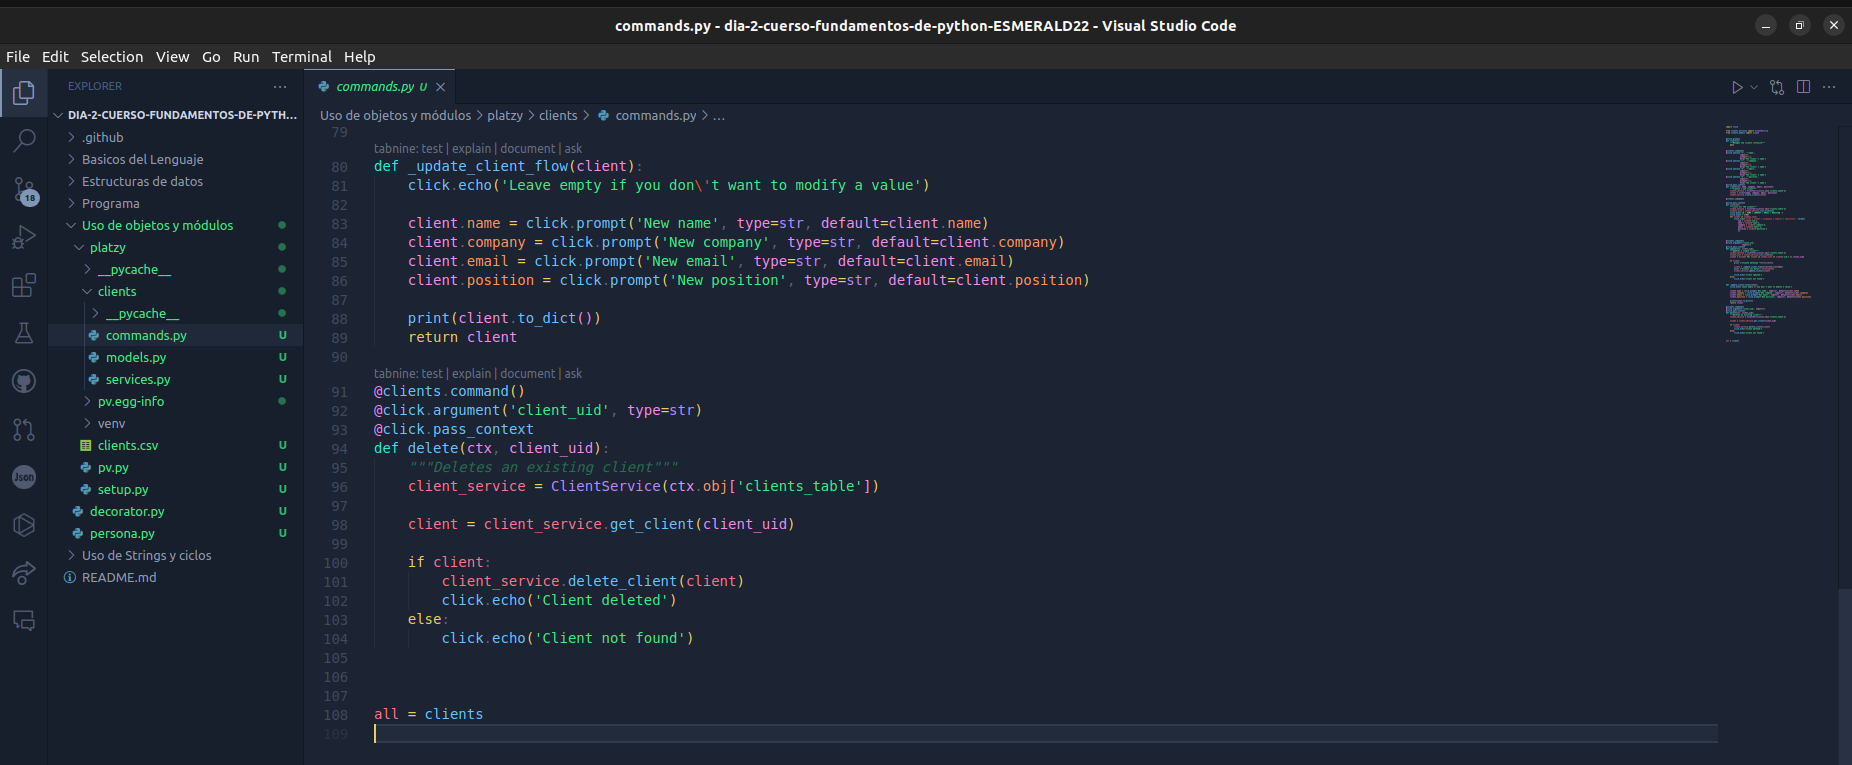 commands.py - dia-2-cuerso-fundamentos-de-python-ESMERALD22 - Visual Studio Code
File Edit Selection View Go Run Terminal Help
EXPLORER
DIA-2-CUERSO-FUNDAMENTOS-DE-PYTH...
.github
Basicos del Lenguaje
Estructuras de datos
18
Programa
Uso de objetos y módulos
platzy
__pycache__
clients
__pycache__
commands.py U
models.py U
services.py U
pv.egg-info
venv
clients.csv U
pv.py U
Json
setup.py U
decorator.py U
persona.py U
Uso de Strings y ciclos
README.md
commands.py U
Uso de objetos y módulos > platzy > clients > commands.py > ...
79
tabnine: test | explain | document | ask
80 def _update_client_flow(client):
81 click.echo('Leave empty if you don\'t want to modify a value')
82
83 client.name = click.prompt('New name', type=str, default=client.name)
84 client.company = click.prompt('New company', type=str, default=client.company)
85 client.email = click.prompt('New email', type=str, default=client.email)
86 client.position = click.prompt('New position', type=str, default=client.position)
87
88 print(client.to_dict())
89 return client
90
tabnine: test | explain | document | ask
91 @clients.command()
92 @click.argument('client_uid', type=str)
93 @click.pass_context
94 def delete(ctx, client_uid):
95 """Deletes an existing client"""
96 client_service = ClientService(ctx.obj['clients_table'])
97
98 client = client_service.get_client(client_uid)
99
100 if client:
101 client_service.delete_client(client)
102 click.echo('Client deleted')
103 else:
104 click.echo('Client not found')
105
106
107
108 all = clients
109